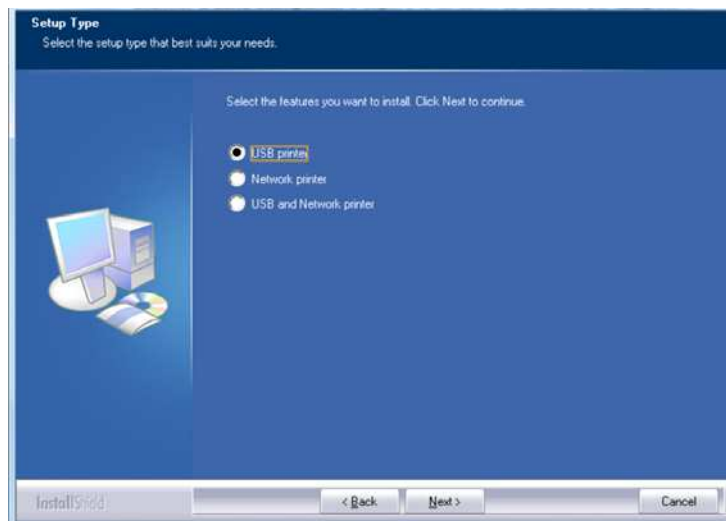 Setup Type
Select the setup type that best suits your needs.
Select the features you want to install. Click Next to continue.
USB printer
Network printer
USB and Network printer
InstallShield
< Back
Next >
Cancel